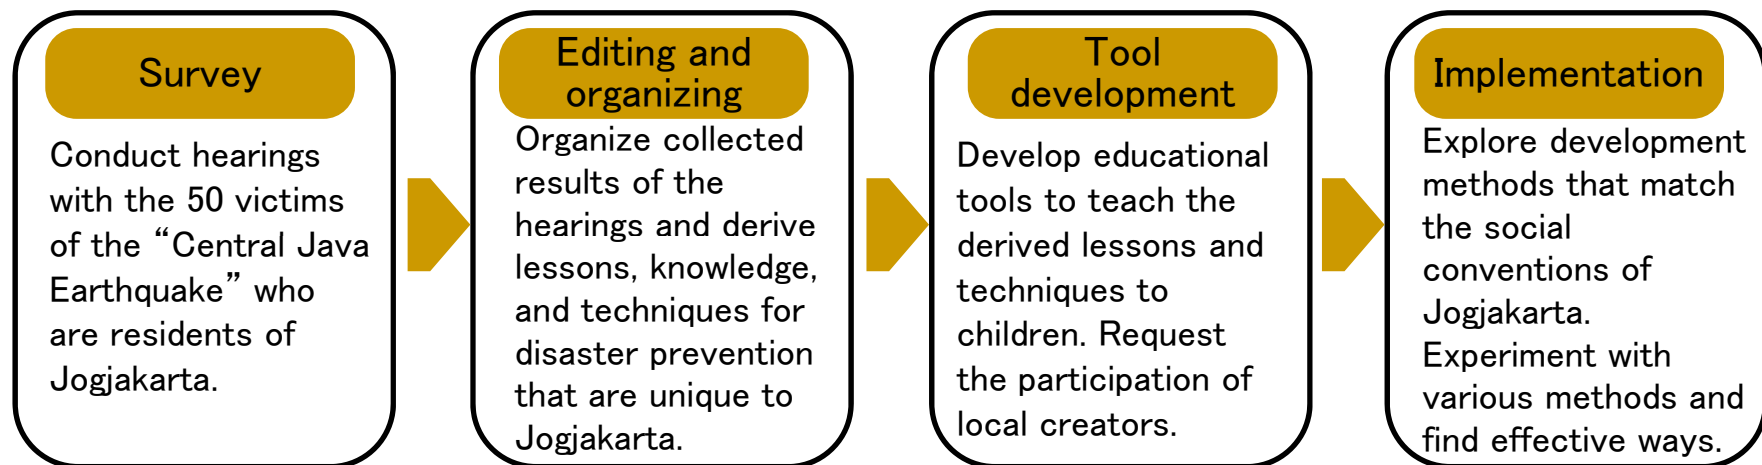 Survey
Conduct hearings
with the 50 victims
of the “Central Java
Earthquake” who
are residents of
Jogjakarta.
Editing and
organizing
Organize collected
results of the
hearings and derive
lessons, knowledge,
and techniques for
disaster prevention
that are unique to
Jogjakarta.
Tool
development
Develop educational
tools to teach the
derived lessons and
techniques to
children. Request
the participation of
local creators.
Implementation
Explore development
methods that match
the social
conventions of
Jogjakarta.
Experiment with
various methods and
find effective ways.